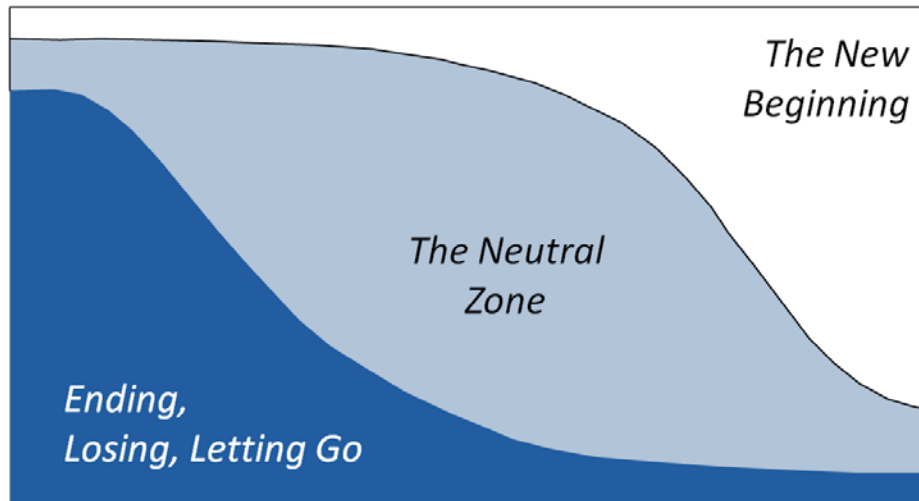 The New
Beginning
The Neutral
Zone
Ending,
Losing, Letting Go